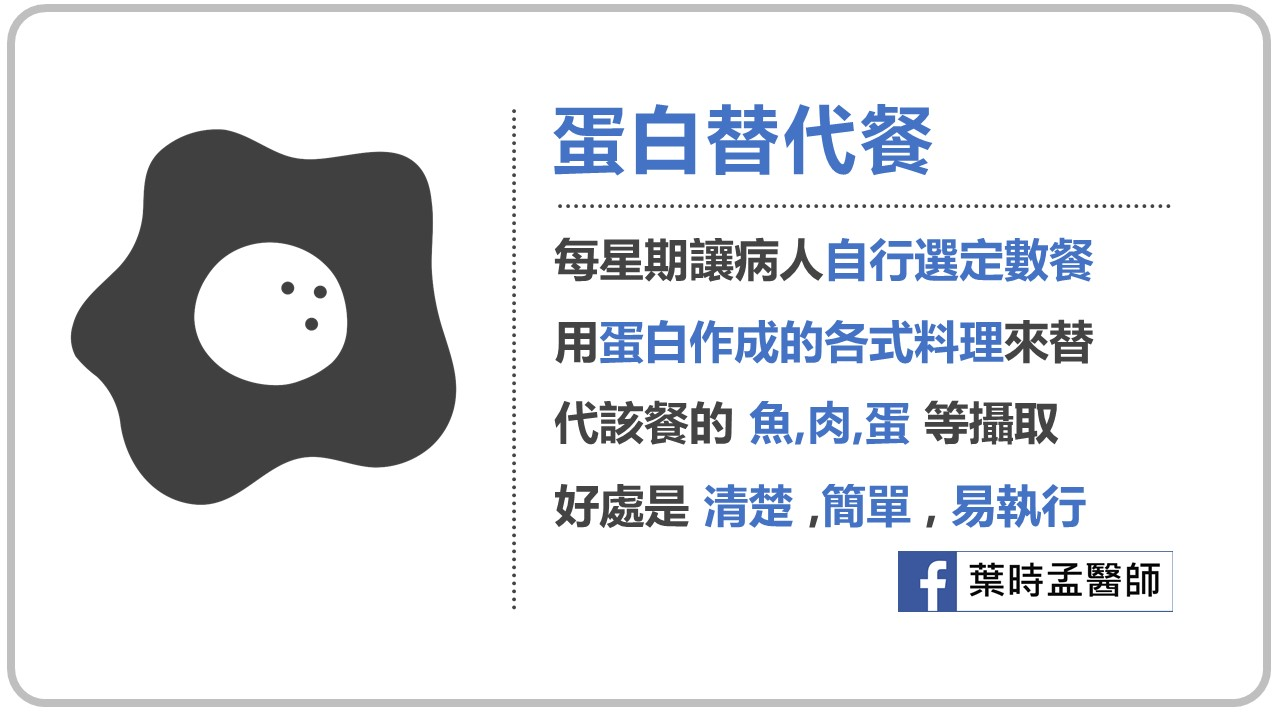 蛋白替代餐
每星期讓病人自行選定數餐
用蛋白作成的各式料理來替
代該餐的 魚,肉,蛋 等攝取
好處是 清楚 ,簡單 , 易執行
f 葉時孟醫師